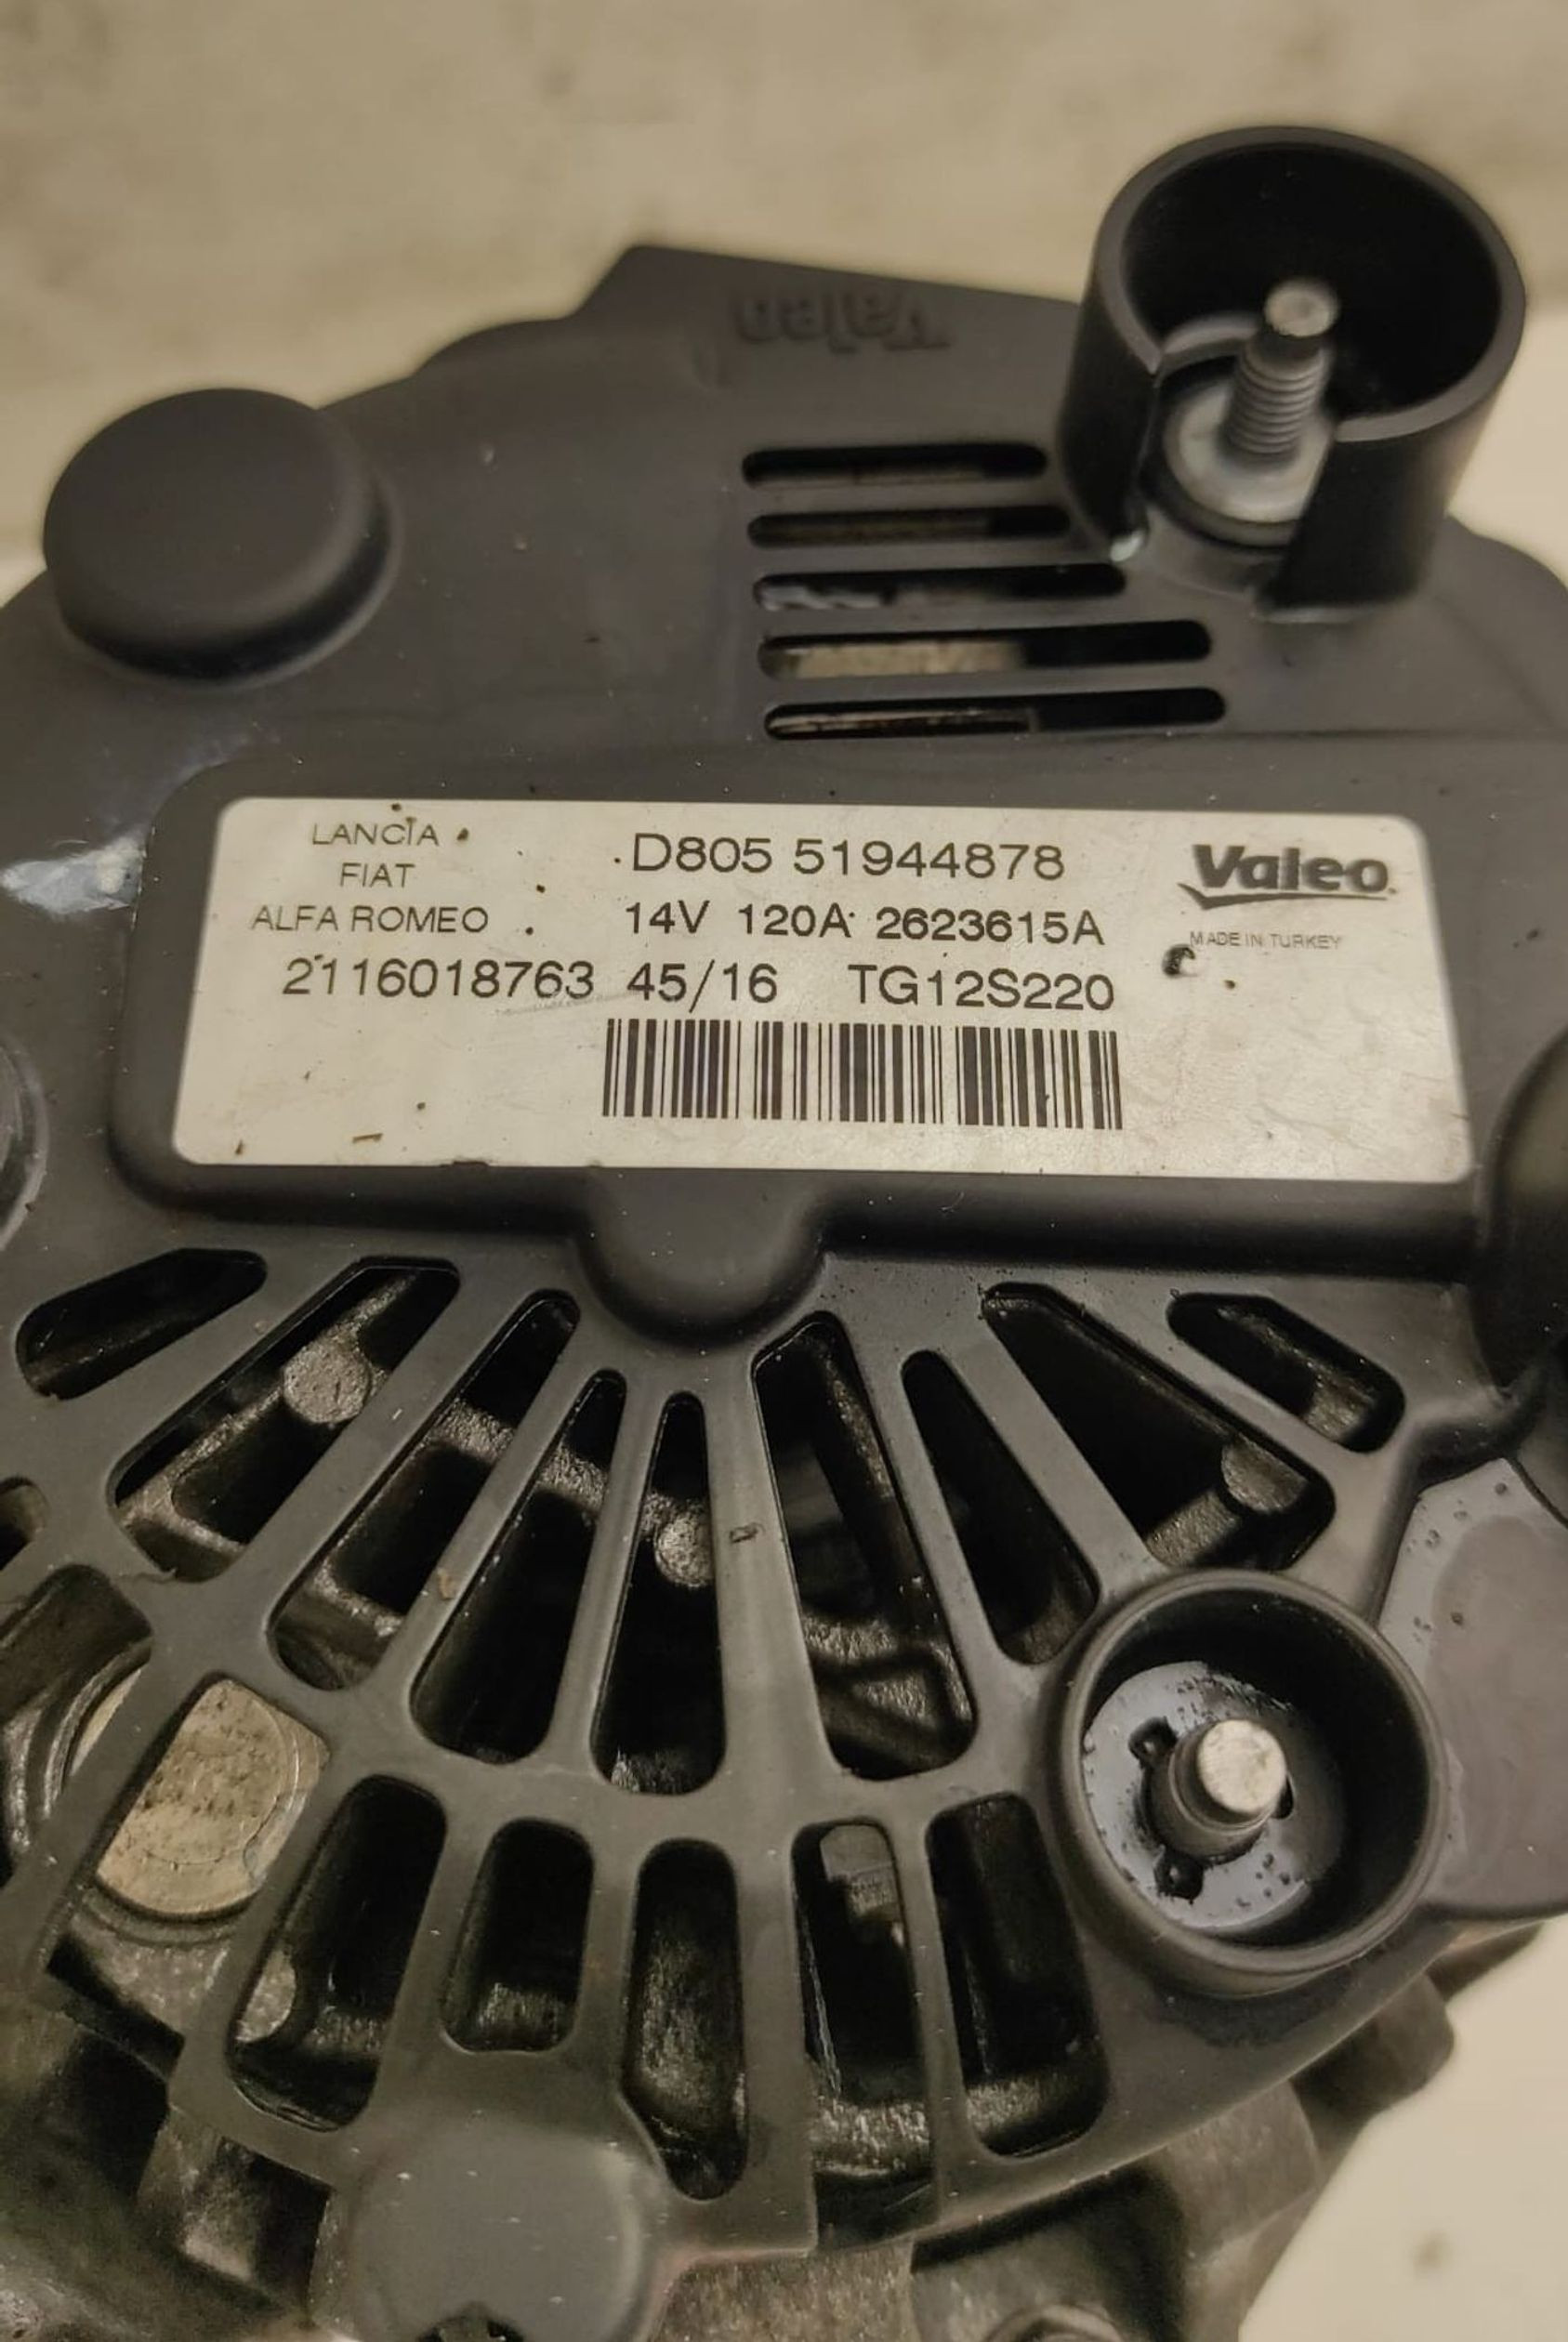 Valeo
LANCIA
FIAT
ALFA ROMEO
D805 51944878
14V 120A 2623615A
2116018763 45/16 TG12S220
Valeo
MADE IN TURKEY